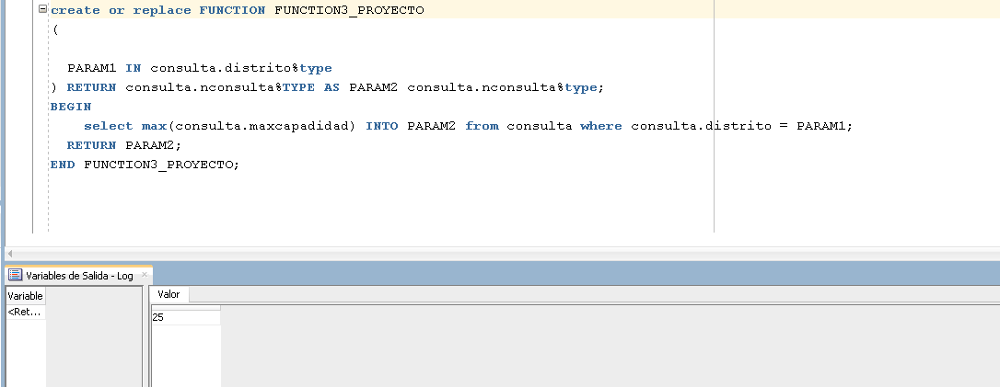 create or replace FUNCTION FUNCTION3_PROYECTO
(
PARAM1 IN consulta.distrito%type
) RETURN consulta.nconsulta%TYPE AS PARAM2 consulta.nconsulta%type;
BEGIN
select max(consulta.maxcapadidad) INTO PARAM2 from consulta where consulta.distrito = PARAM1;
RETURN PARAM2;
END FUNCTION3_PROYECTO;
Variables de Salida - Log
Variable
<Ret...
Valor
25